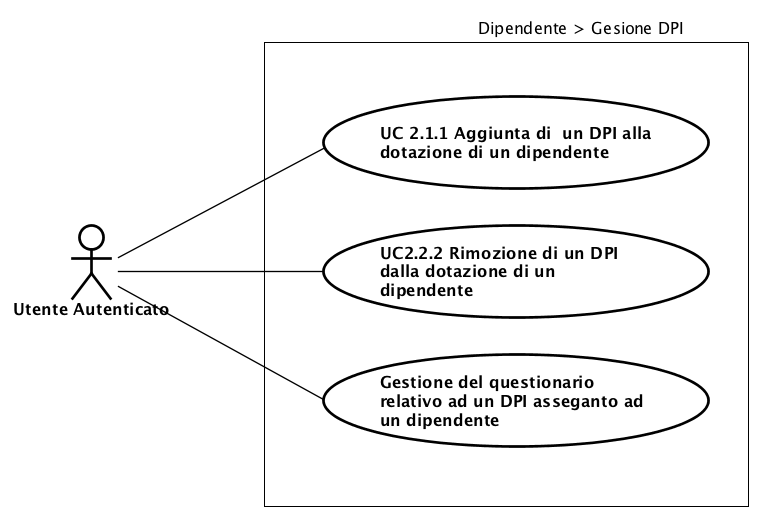 Dipendente > Gesione DPI
UC 2.1.1 Aggiunta di un DPI alla
dotazione di un dipendente
UC2.2.2 Rimozione di un DPI
dalla dotazione di un
dipendente
Utente Autenticato
Gestione del questionario
relativo ad un DPI asseganto ad
un dipendente